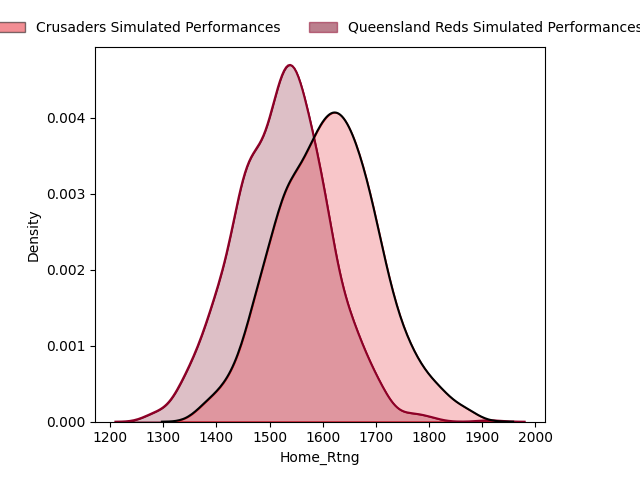 Crusaders Simulated Performances Queensland Reds Simulated Performances
0.004
0.003
0.002
0.001
0.000
Density
1200 1300 1400 1500 1600 1700 1800 1900 2000
Home_Rtng